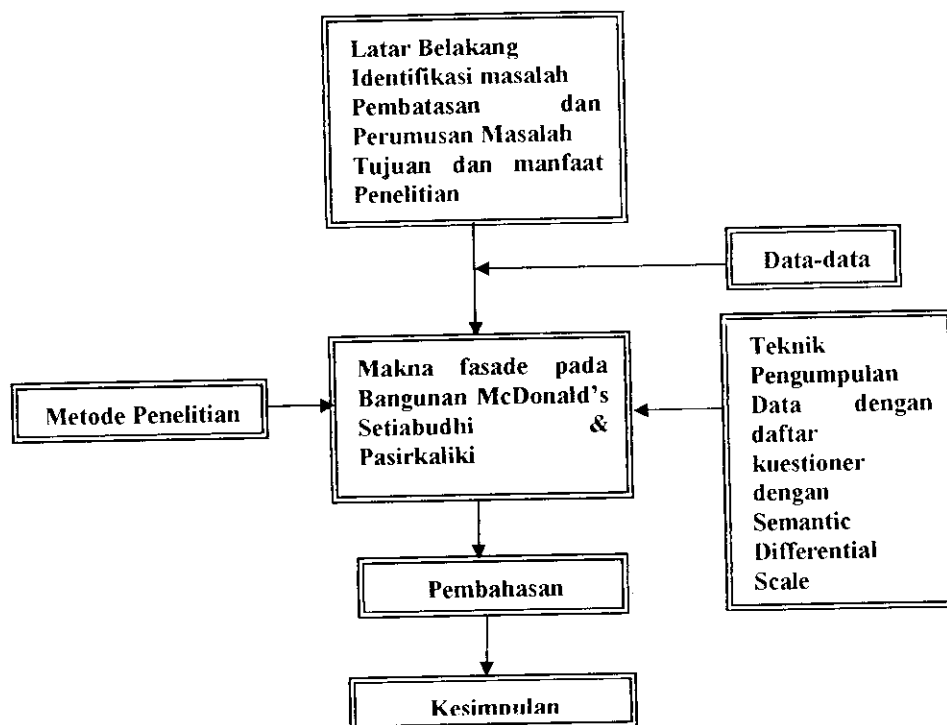 Latar Belakang
Identifikasi masalah
Pembatasan dan
Perumusan Masalah
Tujuan dan manfaat
Penelitian
Data-data
Makna fasade pada
Bangunan McDonald's
Setiabudhi &
Pasirkaliki
Metode Penelitian
Teknik
Pengumpulan
Data dengan
daftar
kuestioner
dengan
Semantic
Differential
Scale
Pembahasan
Kesimpulan